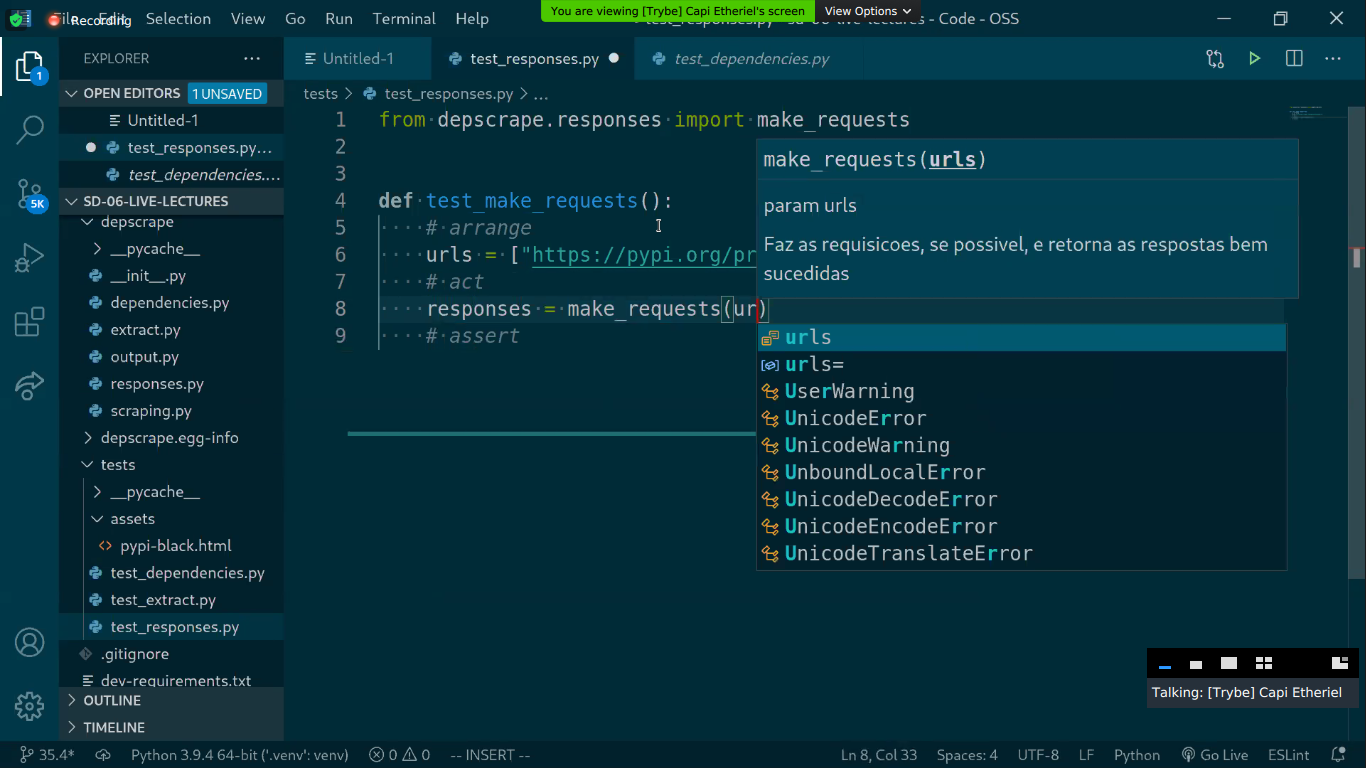 File Edit Selection View Go Run Terminal Help
Recording
You are viewing [Trybe] Capi Etheriel's screen
View Options
- Code - OSS
EXPLORER
Untitled-1
test_responses.py
test_dependencies.py
OPEN EDITORS 1 UNSAVED
Untitled-1
test_responses.py...
test_dependencies....
SD-06-LIVE-LECTURES
depscrape
__pycache__
__init__.py
dependencies.py
extract.py
output.py
responses.py
scraping.py
depscrape.egg-info
tests
__pycache__
assets
pypi-black.html
test_dependencies.py
test_extract.py
test_responses.py
.gitignore
dev-requirements.txt
OUTLINE
TIMELINE
tests > test_responses.py > ...
1 from depscrape.responses import make_requests
2
3
4 def test_make_requests():
5 # arrange
6 urls = ["https://pypi.org/pr
7 # act
8 responses = make_requests(ur)
9 # assert
make_requests(urls)
param urls
Faz as requisicoes, se possivel, e retorna as respostas bem
sucedidas
urls
urls=
UserWarning
UnicodeError
UnicodeWarning
UnboundLocalError
UnicodeDecodeError
UnicodeEncodeError
UnicodeTranslateError
Talking: [Trybe] Capi Etheriel
1
5K
35.4* Python 3.9.4 64-bit ('.venv': venv) 0 0 -- INSERT -- Ln 8, Col 33 Spaces: 4 UTF-8 LF Python Go Live ESLint